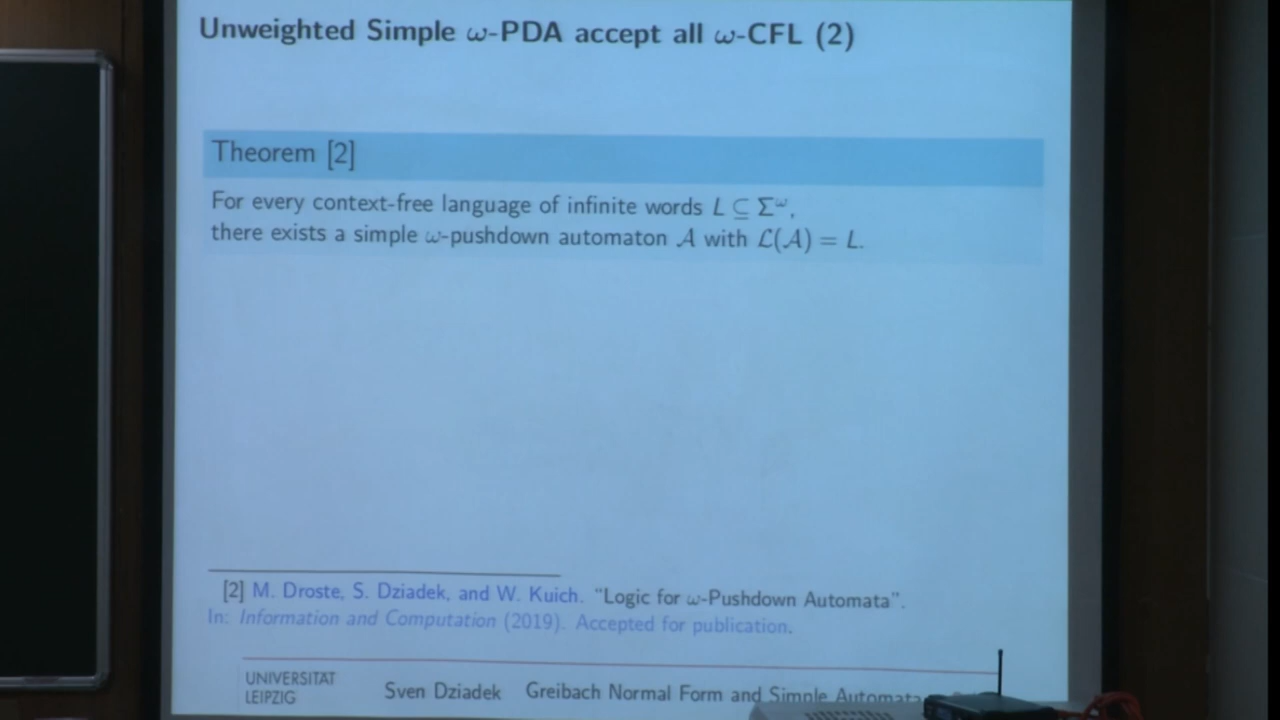 Unweighted Simple ω-PDA accept all ω-CFL (2)
Theorem [2]
For every context-free language of infinite words L ⊆ Σ^ω,
there exists a simple ω-pushdown automaton 𝒜 with ℒ(𝒜) = L.
[2] M. Droste, S. Dziadek, and W. Kuich. "Logic for ω-Pushdown Automata".
In: Information and Computation (2019). Accepted for publication.
UNIVERSITÄT
LEIPZIG
Sven Dziadek Greibach Normal Form and Simple Automata